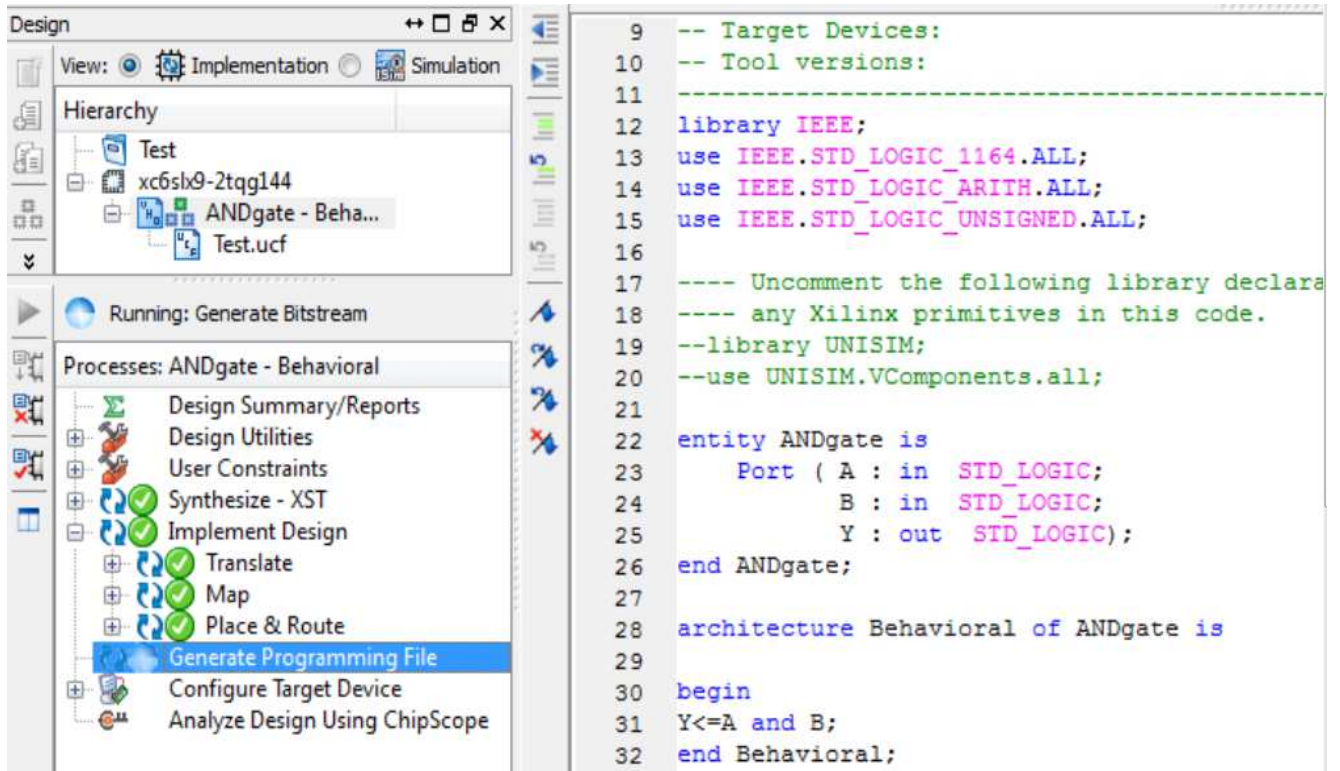 Design
View: Implementation Simulation
Hierarchy
Test
xc6slx9-2tqg144
ANDgate - Beha...
Test.ucf
Running: Generate Bitstream
Processes: ANDgate - Behavioral
Design Summary/Reports
Design Utilities
User Constraints
Synthesize - XST
Implement Design
Translate
Map
Place & Route
Generate Programming File
Configure Target Device
Analyze Design Using ChipScope
9 -- Target Devices:
10 -- Tool versions:
11 --------------------------------------------
12 library IEEE;
13 use IEEE.STD_LOGIC_1164.ALL;
14 use IEEE.STD_LOGIC_ARITH.ALL;
15 use IEEE.STD_LOGIC_UNSIGNED.ALL;
16
17 ---- Uncomment the following library declara
18 ---- any Xilinx primitives in this code.
19 --library UNISIM;
20 --use UNISIM.VComponents.all;
21
22 entity ANDgate is
23 Port ( A : in STD_LOGIC;
24 B : in STD_LOGIC;
25 Y : out STD_LOGIC);
26 end ANDgate;
27
28 architecture Behavioral of ANDgate is
29
30 begin
31 Y<=A and B;
32 end Behavioral;